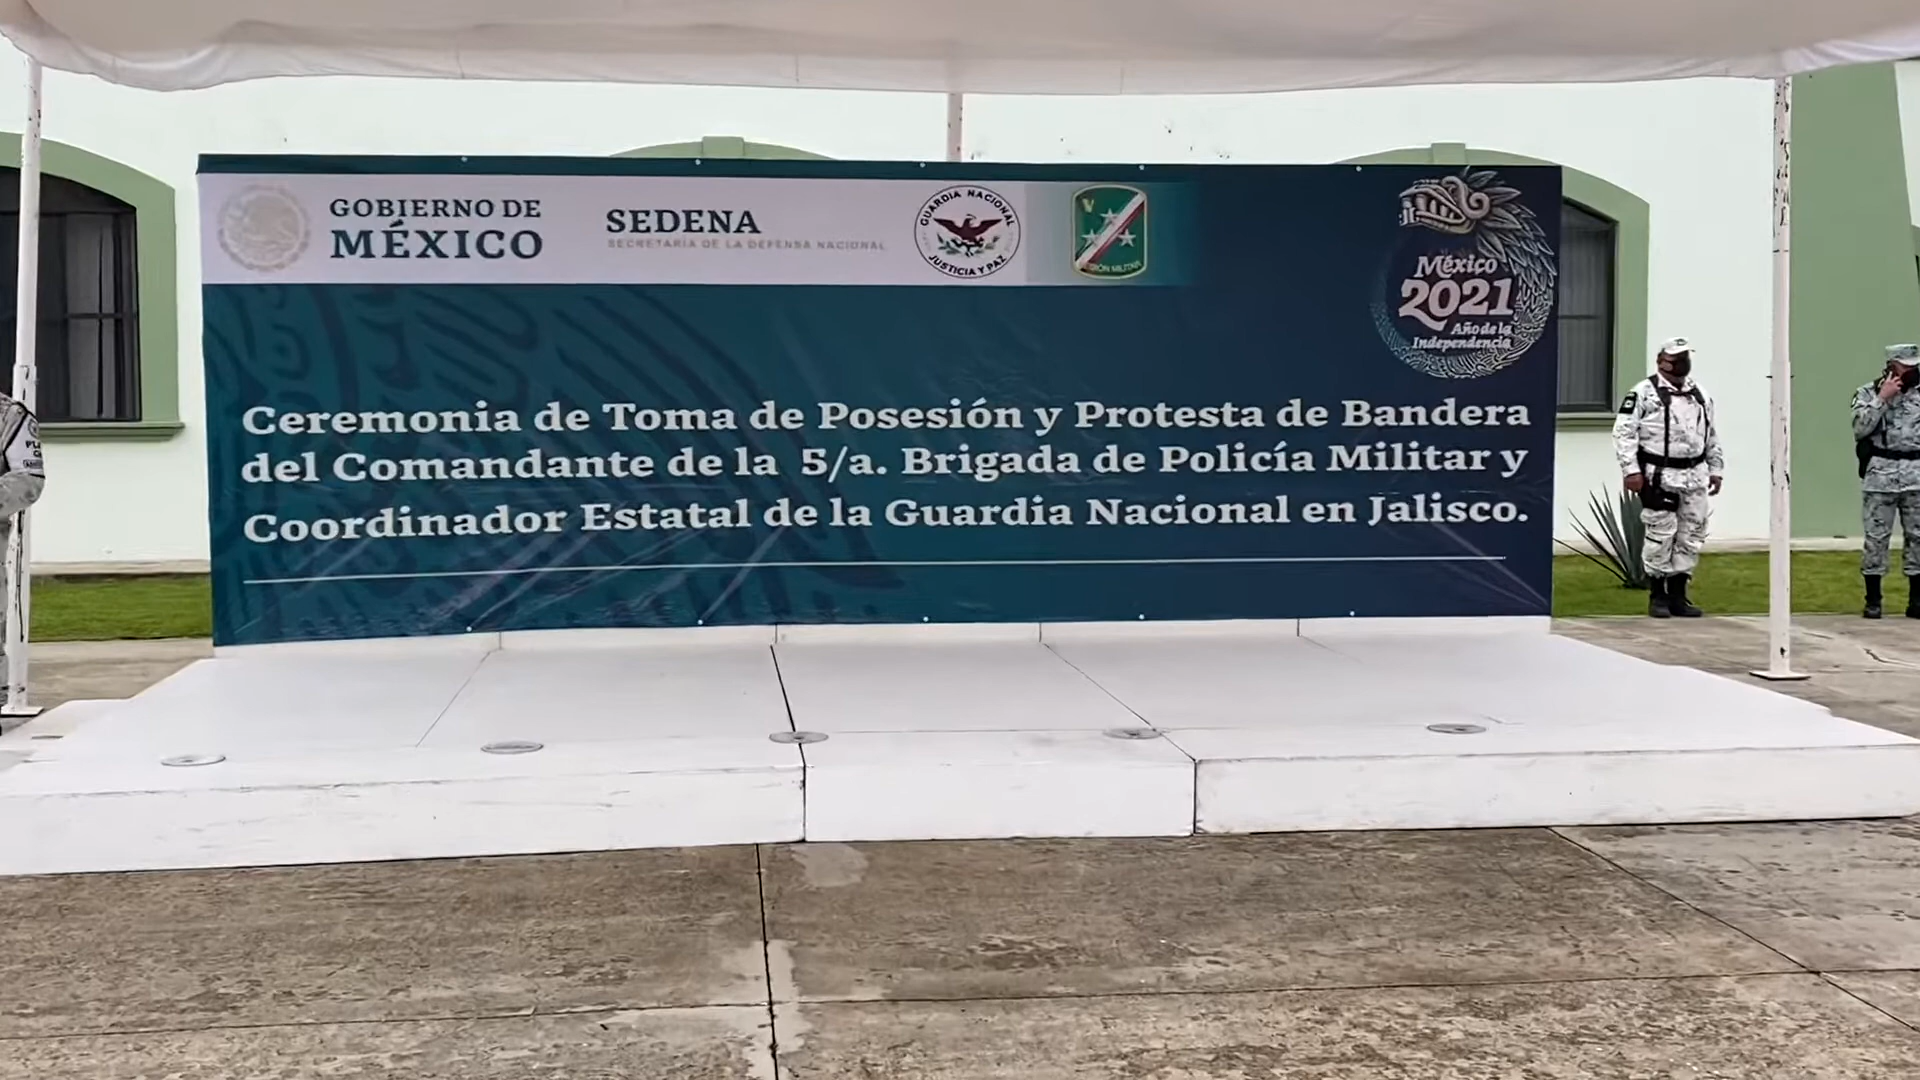 GOBIERNO DE
MÉXICO
SEDENA
SECRETARÍA DE LA DEFENSA NACIONAL
GUARDIA NACIONAL
JUSTICIA Y PAZ
V
REGIÓN MILITAR
México
2021
Año de la
Independencia
Ceremonia de Toma de Posesión y Protesta de Bandera
del Comandante de la 5/a. Brigada de Policía Militar y
Coordinador Estatal de la Guardia Nacional en Jalisco.